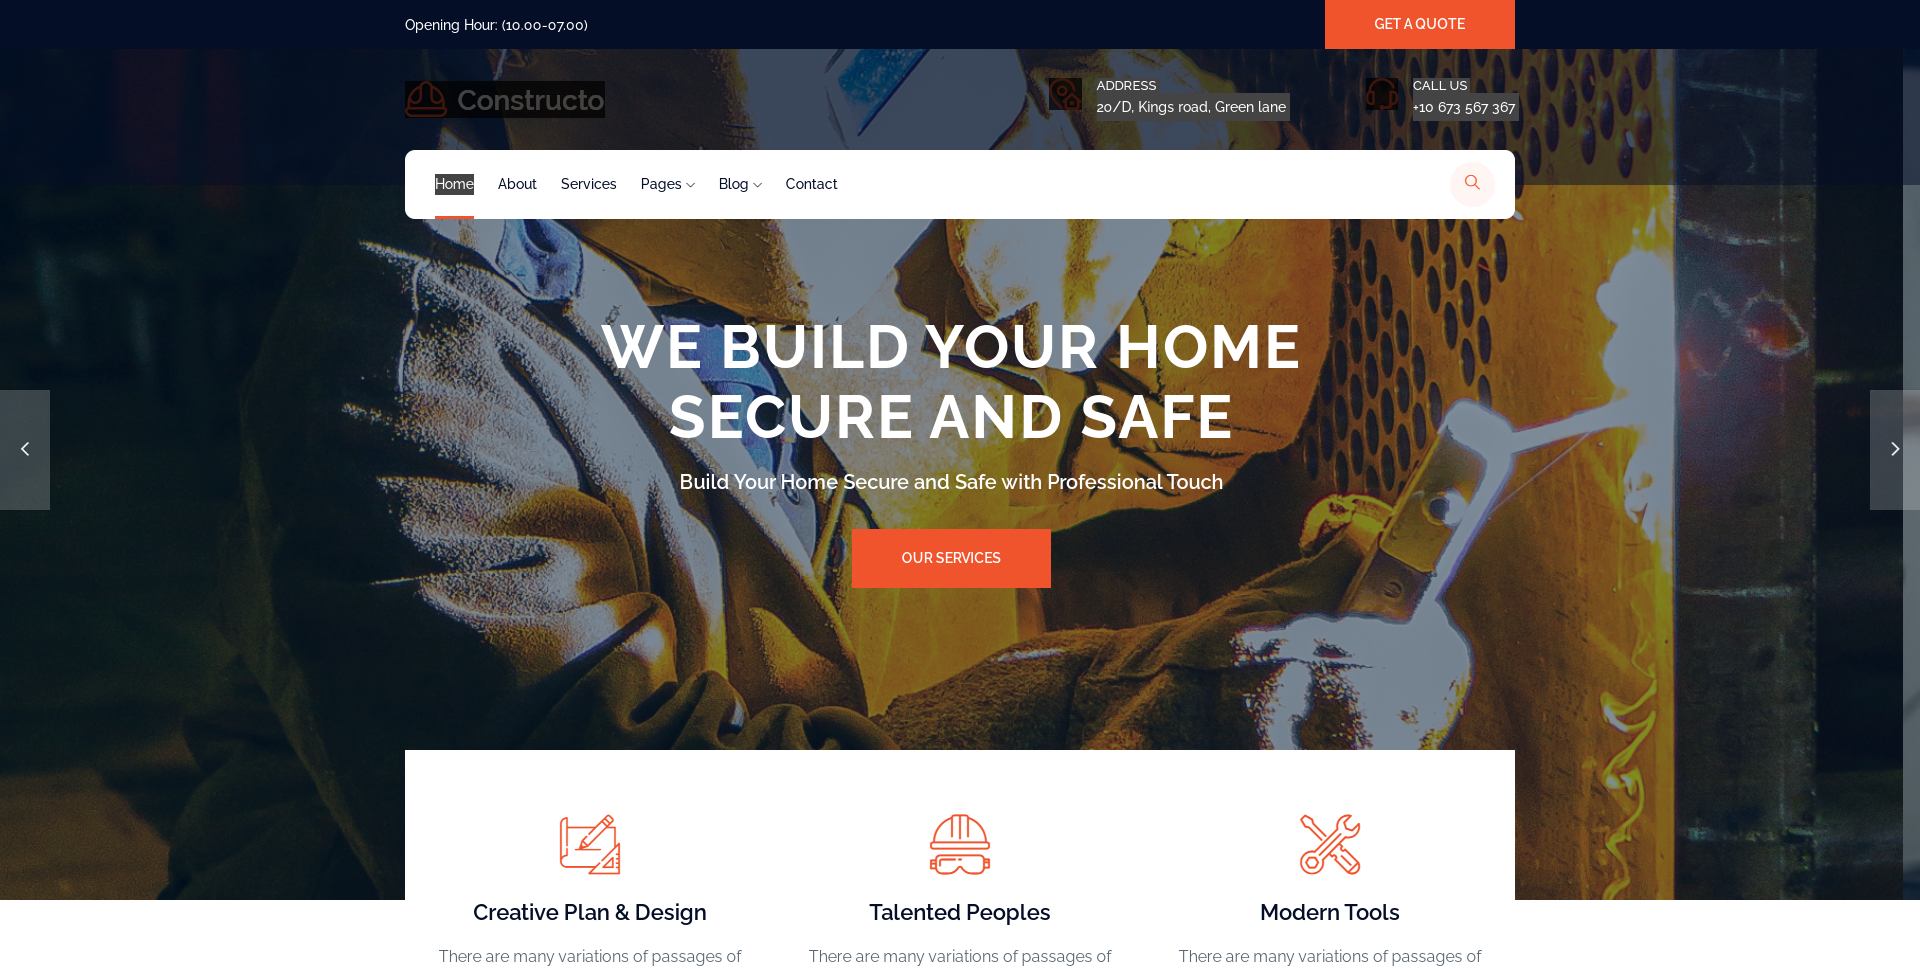 Opening Hour: (10.00-07.00)
GET A QUOTE
Constructo
ADDRESS
20/D, Kings road, Green lane
CALL US
+10 673 567 367
Home
About
Services
Pages
Blog
Contact
WE BUILD YOUR HOME
SECURE AND SAFE
Build Your Home Secure and Safe with Professional Touch
OUR SERVICES
Creative Plan & Design
There are many variations of passages of
Talented Peoples
There are many variations of passages of
Modern Tools
There are many variations of passages of